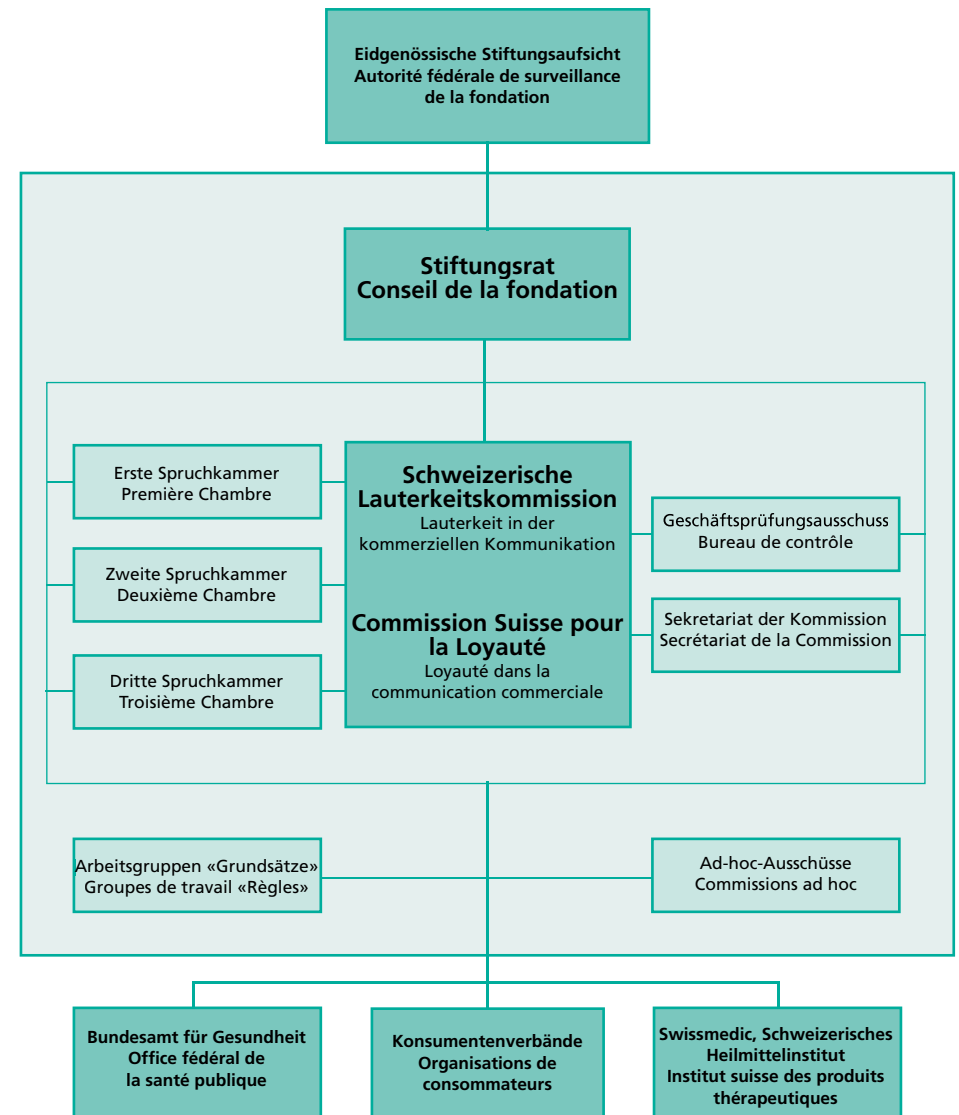 Eidgenössische Stiftungsaufsicht
Autorité fédérale de surveillance
de la fondation
Stiftungsrat
Conseil de la fondation
Erste Spruchkammer
Première Chambre
Zweite Spruchkammer
Deuxième Chambre
Dritte Spruchkammer
Troisième Chambre
Schweizerische
Lauterkeitskommission
Lauterkeit in der
kommerziellen Kommunikation
Commission Suisse pour
la Loyauté
Loyauté dans la
communication commerciale
Geschäftsprüfungsausschuss
Bureau de contrôle
Sekretariat der Kommission
Secrétariat de la Commission
Arbeitsgruppen «Grundsätze»
Groupes de travail «Règles»
Ad-hoc-Ausschüsse
Commissions ad hoc
Bundesamt für Gesundheit
Office fédéral de
la santé publique
Konsumentenverbände
Organisations de
consommateurs
Swissmedic, Schweizerisches
Heilmittelinstitut
Institut suisse des produits
thérapeutiques